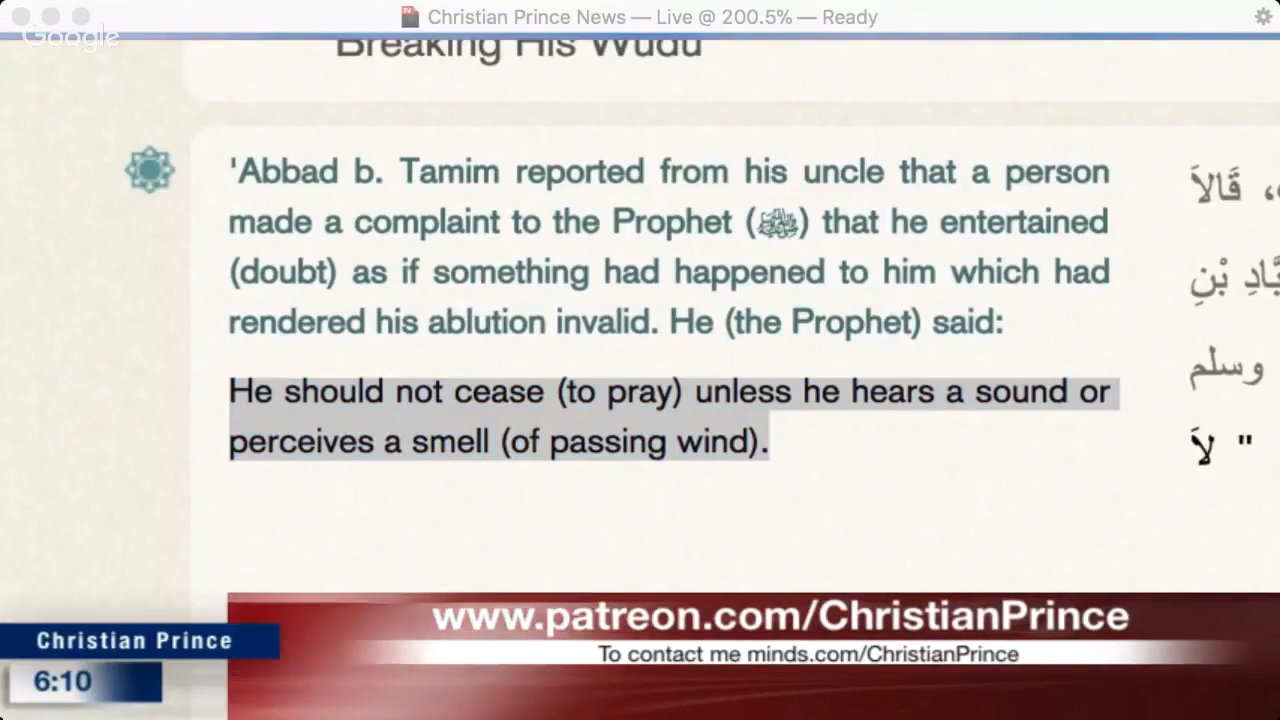 Christian Prince News — Live @ 200.5% — Ready
Google
Breaking His Wudu
'Abbad b. Tamim reported from his uncle that a person
made a complaint to the Prophet (ﷺ) that he entertained
(doubt) as if something had happened to him which had
rendered his ablution invalid. He (the Prophet) said:
He should not cease (to pray) unless he hears a sound or
perceives a smell (of passing wind).
، قَالاَ
بْنِ
وسلم
" لاَ
www.patreon.com/ChristianPrince
To contact me minds.com/ChristianPrince
Christian Prince
6:10